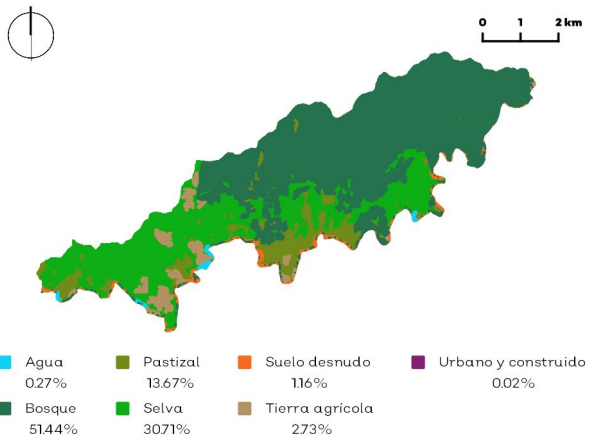 0 1 2 km
Agua
0.27%
Pastizal
13.67%
Suelo desnudo
1.16%
Urbano y construido
0.02%
Bosque
51.44%
Selva
30.71%
Tierra agrícola
2.73%